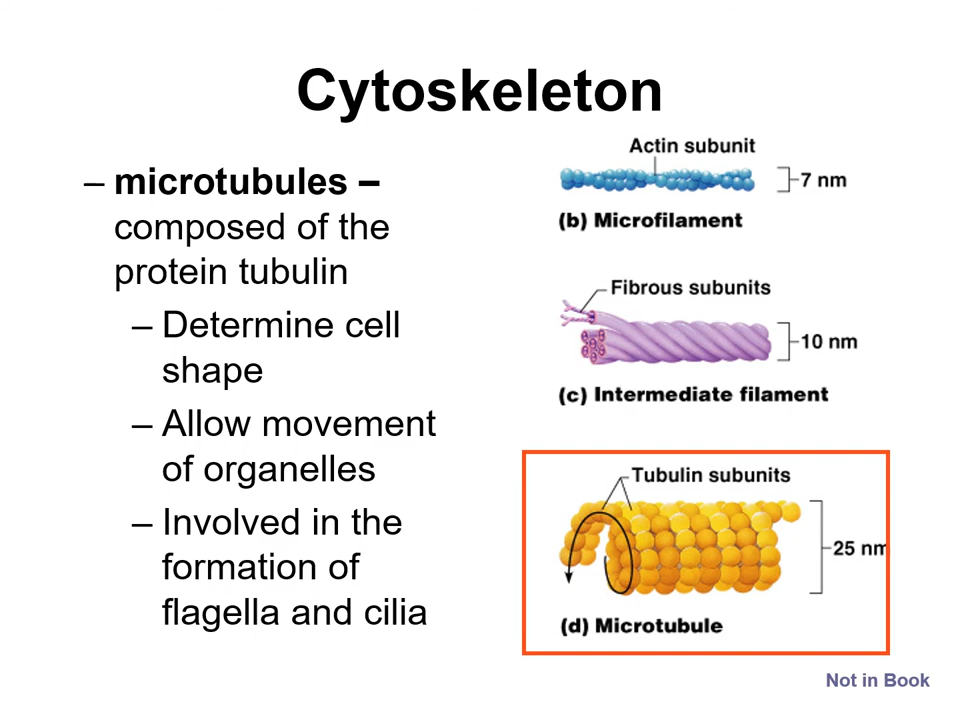 Cytoskeleton
– microtubules –
composed of the
protein tubulin
– Determine cell
shape
– Allow movement
of organelles
– Involved in the
formation of
flagella and cilia
Actin subunit
7 nm
(b) Microfilament
Fibrous subunits
10 nm
(c) Intermediate filament
Tubulin subunits
25 nm
(d) Microtubule
Not in Book